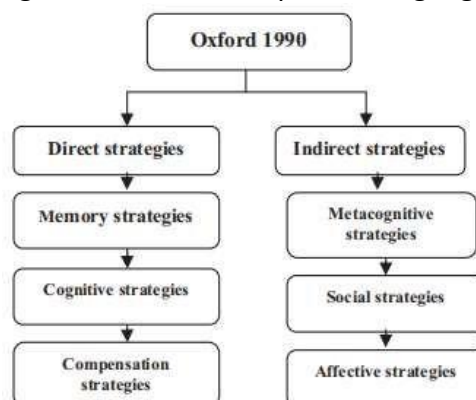 Oxford 1990
Direct strategies
Indirect strategies
Memory strategies
Metacognitive
strategies
Cognitive strategies
Social strategies
Compensation
strategies
Affective strategies